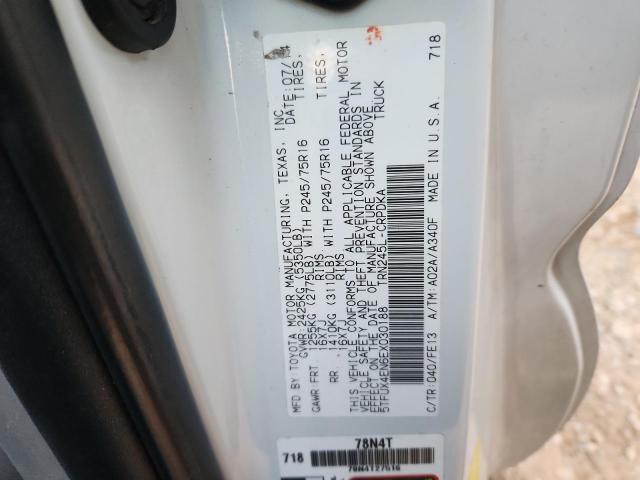 MFD BY: TOYOTA MOTOR MANUFACTURING, TEXAS, INC.
DATE: 07/
GVWR: 2425KG (5350LB)
GAWR: FRT 1255KG (2775LB) WITH P245/75R16 TIRES,
16X7J RIMS
RR 1410KG (3110LB) WITH P245/75R16 TIRES,
16X7J RIMS
THIS VEHICLE CONFORMS TO ALL APPLICABLE FEDERAL MOTOR
VEHICLE SAFETY AND THEFT PREVENTION STANDARDS IN
EFFECT ON THE DATE OF MANUFACTURE SHOWN ABOVE.
5TFUX4EN6EX030188 TRUCK
TRN245L-CRPDKA
C/TR: 040/FE13 A/TM: A02A/A340F MADE IN U.S.A. 718
718 78N4T
78N4T27616